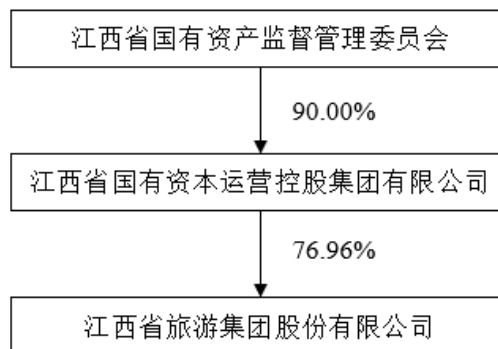 江西省国有资产监督管理委员会
90.00%
江西省国有资本运营控股集团有限公司
76.96%
江西省旅游集团股份有限公司